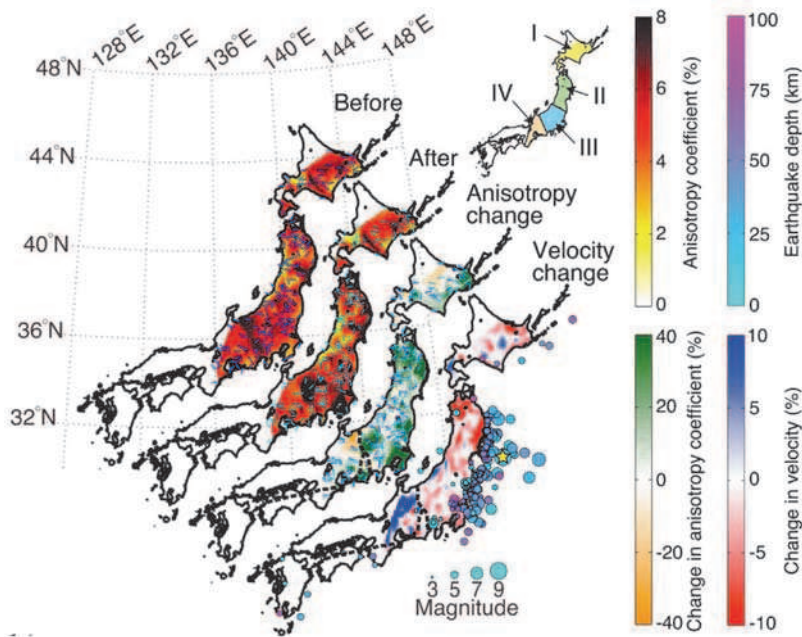 128°E 132°E 136°E 140°E 144°E 148°E
48°N
44°N
40°N
36°N
32°N
Before
After
Anisotropy
change
Velocity
change
I
II
III
IV
8
6
4
2
0
Anisotropy coefficient (%)
100
75
50
25
0
Earthquake depth (km)
40
20
0
-20
-40
Change in anisotropy coefficient (%)
10
5
0
-5
-10
Change in velocity (%)
3 5 7 9
Magnitude